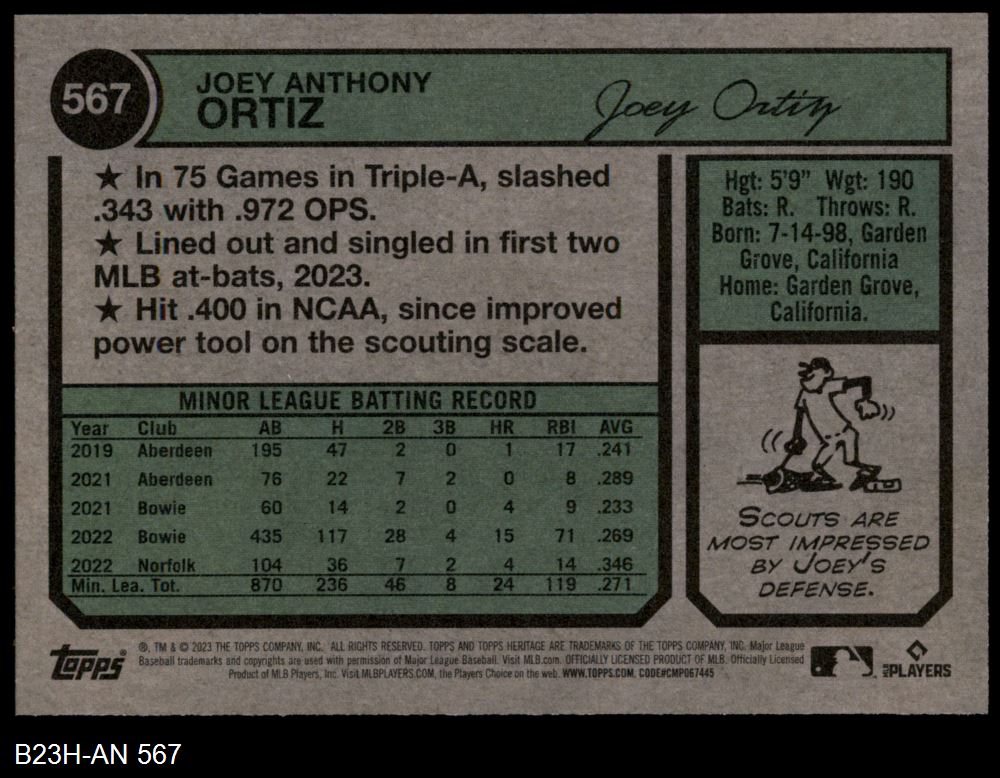 567
JOEY ANTHONY
ORTIZ
Joey Ortiz
★ In 75 Games in Triple-A, slashed
.343 with .972 OPS.
★ Lined out and singled in first two
MLB at-bats, 2023.
★ Hit .400 in NCAA, since improved
power tool on the scouting scale.
Hgt: 5'9" Wgt: 190
Bats: R. Throws: R.
Born: 7-14-98, Garden
Grove, California
Home: Garden Grove,
California.
MINOR LEAGUE BATTING RECORD
Year Club AB H 2B 3B HR RBI AVG
2019 Aberdeen 195 47 2 0 1 17 .241
2021 Aberdeen 76 22 7 2 0 8 .289
2021 Bowie 60 14 2 0 4 9 .233
2022 Bowie 435 117 28 4 15 71 .269
2022 Norfolk 104 36 7 2 4 14 .346
Min. Lea. Tot. 870 236 46 8 24 119 .271
SCOUTS ARE
MOST IMPRESSED
BY JOEY'S
DEFENSE.
topps
®, TM & © 2023 THE TOPPS COMPANY, INC. ALL RIGHTS RESERVED. TOPPS AND TOPPS HERITAGE ARE TRADEMARKS OF THE TOPPS COMPANY, INC. Major League
Baseball trademarks and copyrights are used with permission of Major League Baseball. Visit MLB.com. OFFICIALLY LICENSED PRODUCT OF MLB. Officially Licensed
Product of MLB Players, Inc. Visit MLBPLAYERS.COM, the Players Choice on the web. WWW.TOPPS.COM. CODE#CMP067445
MLB PLAYERS
B23H-AN 567